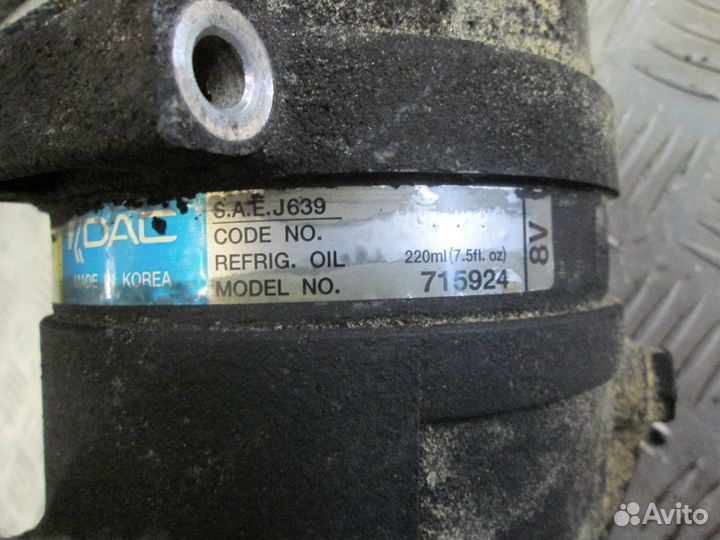 DAC
MADE IN KOREA
S.A.E.J639
CODE NO.
REFRIG. OIL 220ml(7.5fl. oz)
MODEL NO. 715924
8V
Avito